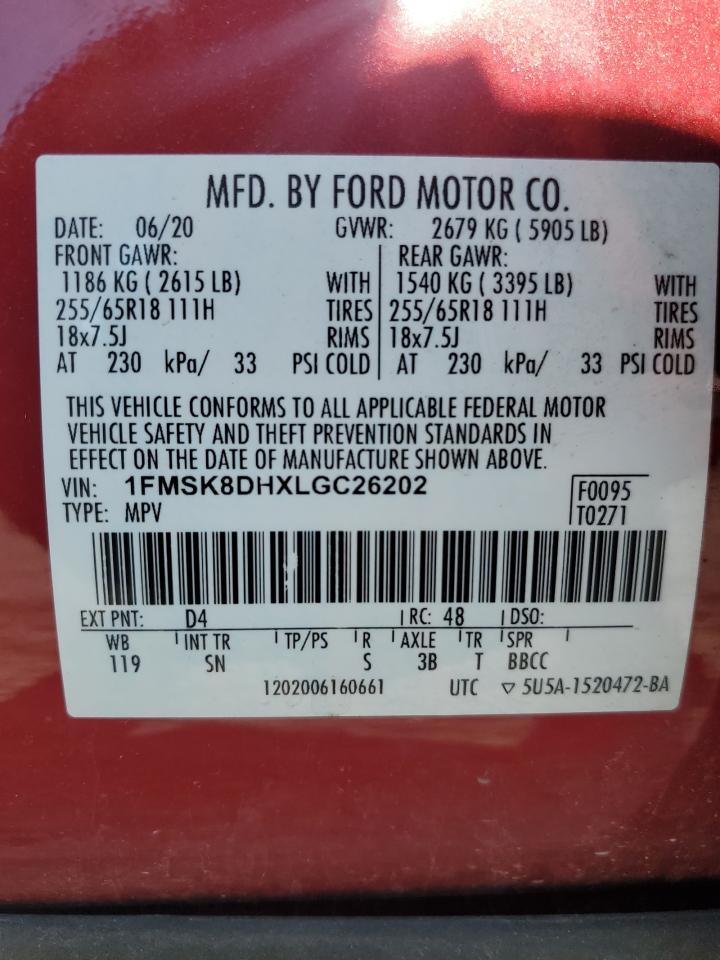 MFD. BY FORD MOTOR CO.
DATE: 06/20 GVWR: 2679 KG ( 5905 LB)
FRONT GAWR: REAR GAWR:
1186 KG ( 2615 LB) WITH 1540 KG ( 3395 LB) WITH
255/65R18 111H TIRES 255/65R18 111H TIRES
18x7.5J RIMS 18x7.5J RIMS
AT 230 kPa/ 33 PSI COLD AT 230 kPa/ 33 PSI COLD
THIS VEHICLE CONFORMS TO ALL APPLICABLE FEDERAL MOTOR
VEHICLE SAFETY AND THEFT PREVENTION STANDARDS IN
EFFECT ON THE DATE OF MANUFACTURE SHOWN ABOVE.
VIN: 1FMSK8DHXLGC26202 F0095
TYPE: MPV T0271
EXT PNT: D4 RC: 48 DSO:
WB INT TR TP/PS R AXLE TR SPR
119 SN S 3B T BBCC
1202006160661 UTC ▽ 5U5A-1520472-BA